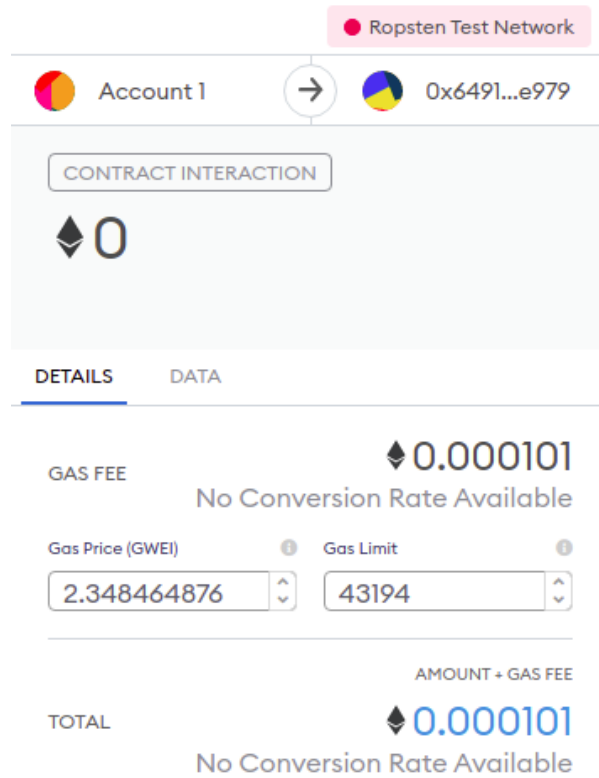 Ropsten Test Network
Account 1
0x6491...e979
CONTRACT INTERACTION
0
DETAILS DATA
GAS FEE
0.000101
No Conversion Rate Available
Gas Price (GWEI) Gas Limit
2.348464876 43194
AMOUNT + GAS FEE
TOTAL
0.000101
No Conversion Rate Available